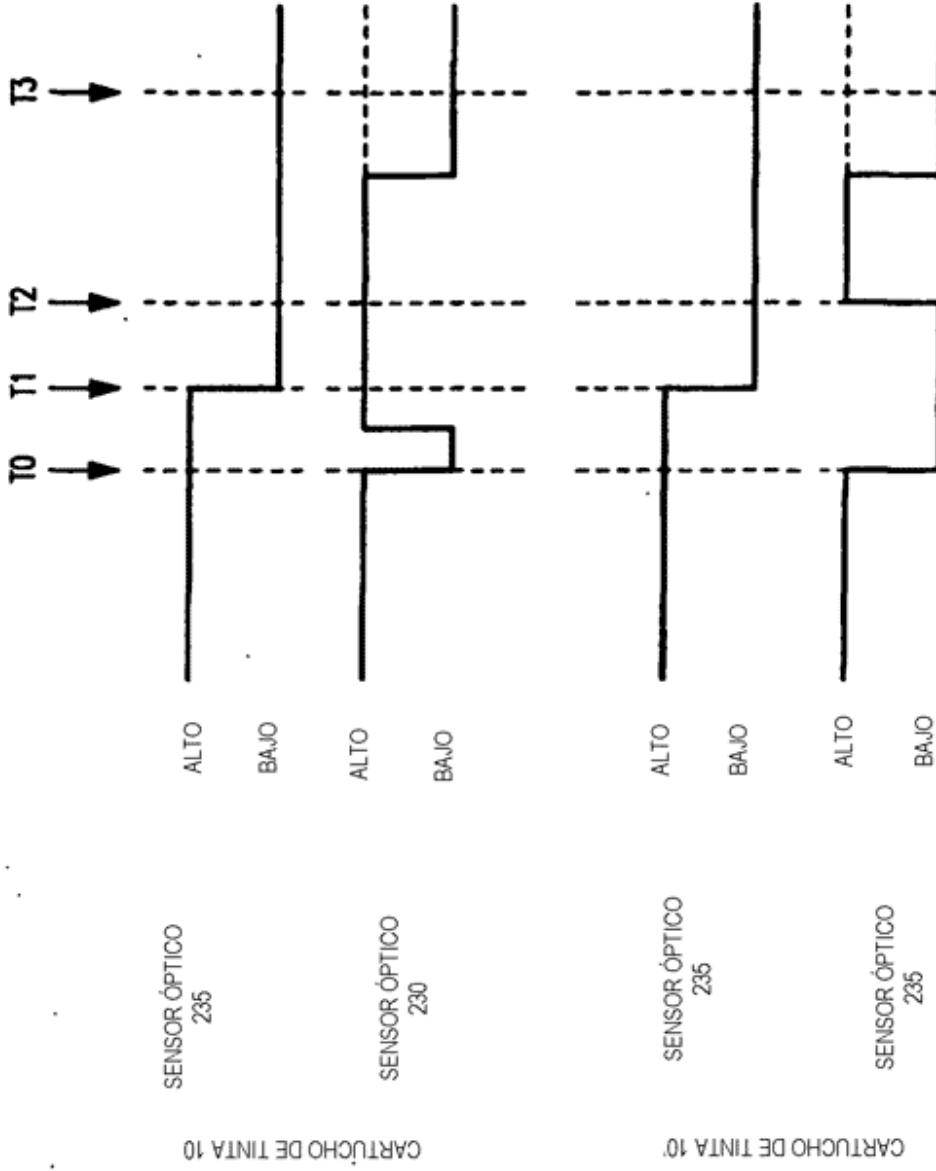 T0
T1
T2
T3
CARTUCHO DE TINTA 10
SENSOR ÓPTICO
235
ALTO
BAJO
SENSOR ÓPTICO
230
ALTO
BAJO
CARTUCHO DE TINTA 10'
SENSOR ÓPTICO
235
ALTO
BAJO
SENSOR ÓPTICO
235
ALTO
BAJO